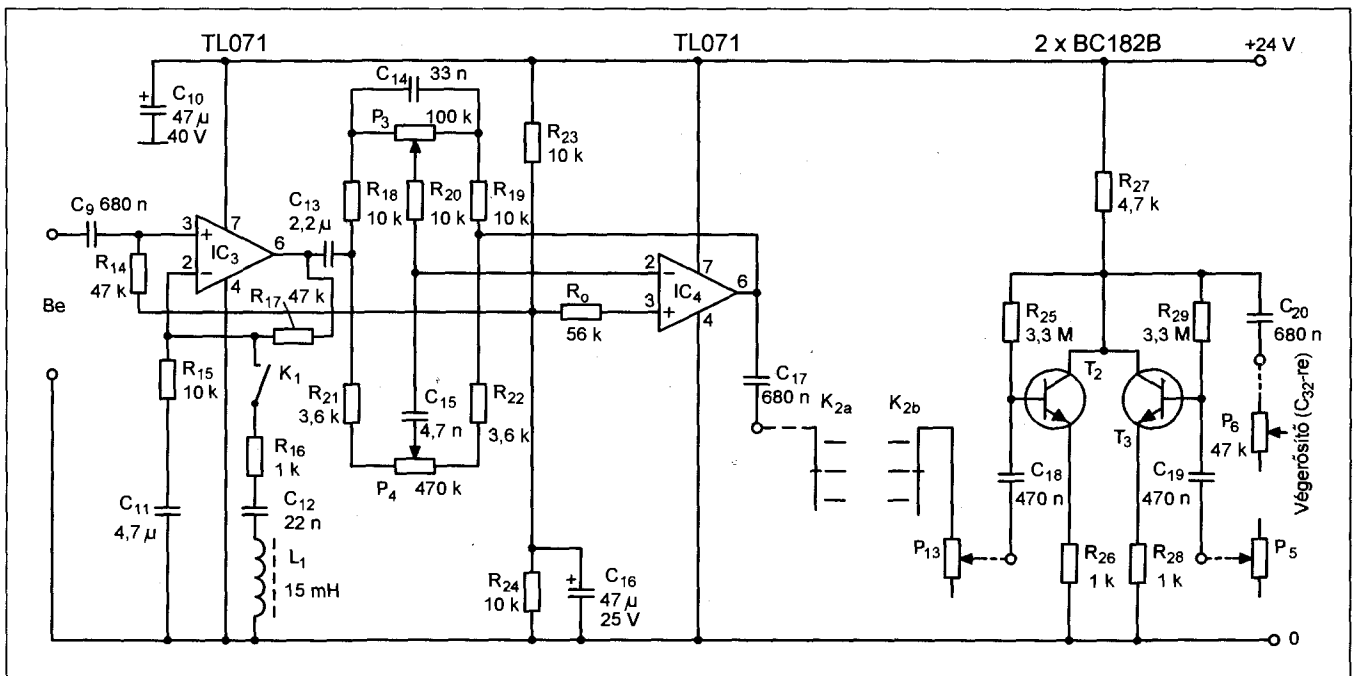 TL071
TL071
2 x BC182B
+24 V
C10
47 µ
40 V
+
C14
33 n
P3
100 k
R23
10 k
R27
4,7 k
C9 680 n
3
+
7
IC3
6
2
−
4
R14
47 k
C13
2,2 µ
R18
10 k
R20
10 k
R19
10 k
Be
R17
47 k
R0
56 k
2
−
7
IC4
6
3
+
4
R25
3,3 M
R29
3,3 M
C20
680 n
R15
10 k
K1
R21
3,6 k
C15
4,7 n
R22
3,6 k
C17
680 n
K2a
K2b
T2
T3
P6
47 k
Végerősítő (C32-re)
R16
1 k
C12
22 n
P4
470 k
C18
470 n
C19
470 n
C11
4,7 µ
L1
15 mH
R24
10 k
+
C16
47 µ
25 V
P13
R26
1 k
R28
1 k
P5
0